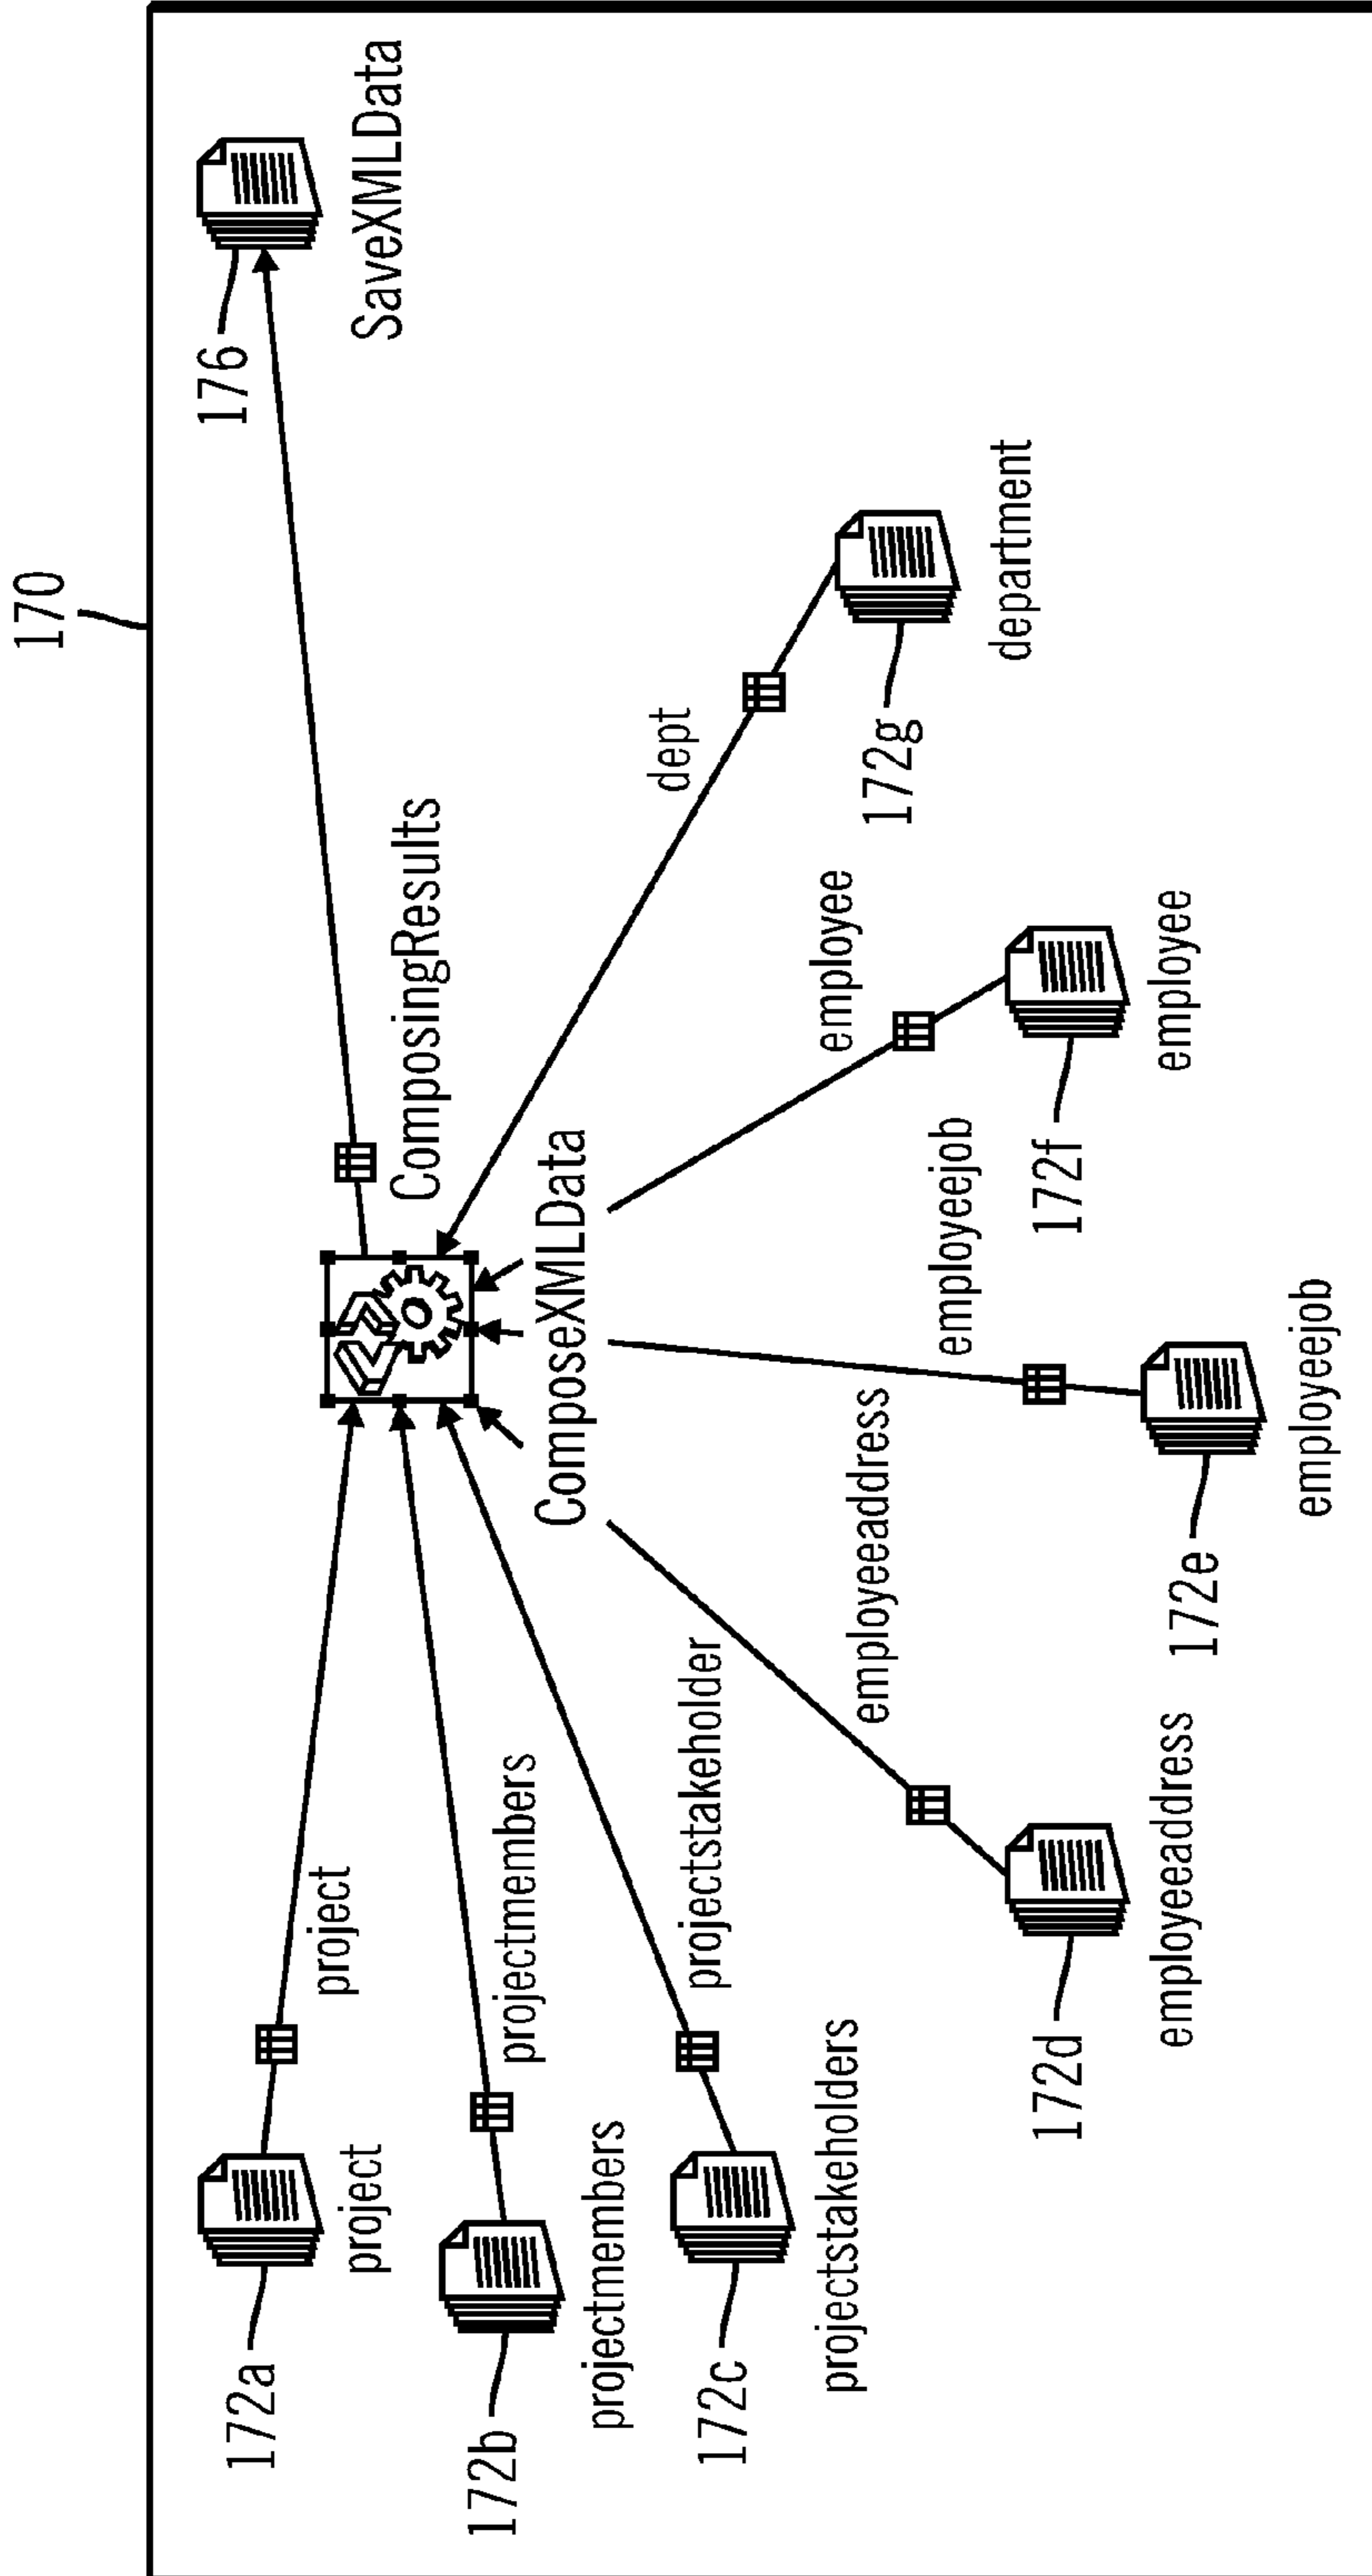 170
176
SaveXMLData
172a
project
project
ComposingResults
172b
projectmembers
projectmembers
ComposeXMLData
172c
projectstakeholders
projectstakeholder
dept
172g
department
employeeaddress
employeejob
employee
172d
employeeaddress
172f
employee
172e
employeejob